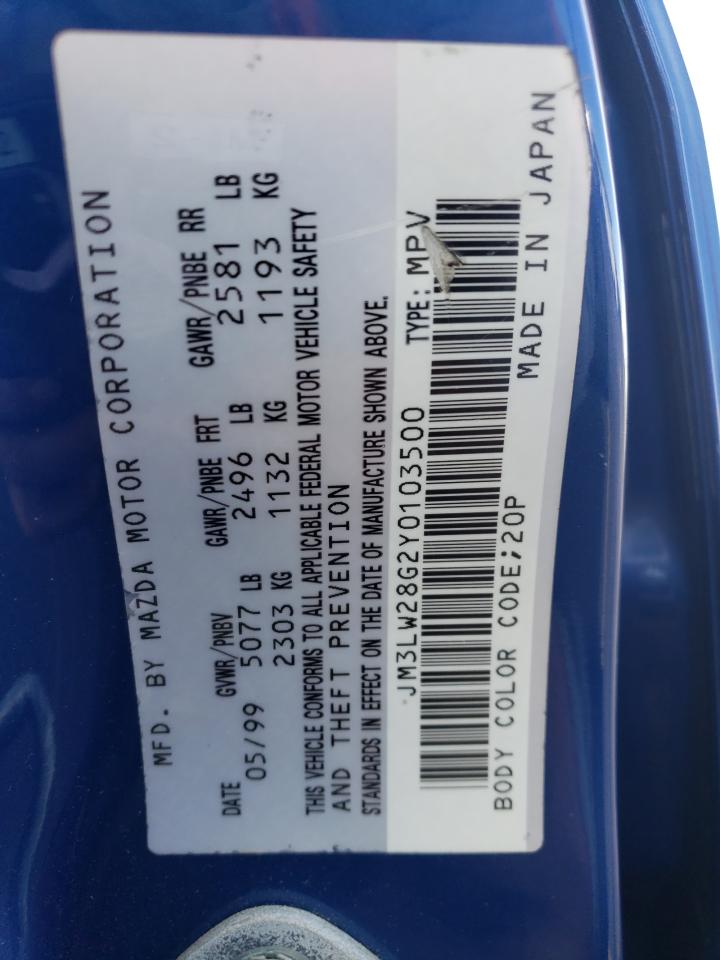 MFD. BY MAZDA MOTOR CORPORATION
DATE GVWR/PNBV GAWR/PNBE FRT GAWR/PNBE RR
05/99 5077 LB 2496 LB 2581 LB
2303 KG 1132 KG 1193 KG
THIS VEHICLE CONFORMS TO ALL APPLICABLE FEDERAL MOTOR VEHICLE SAFETY
AND THEFT PREVENTION
STANDARDS IN EFFECT ON THE DATE OF MANUFACTURE SHOWN ABOVE.
JM3LW28G2Y0103500 TYPE: MPV
BODY COLOR CODE;20P MADE IN JAPAN